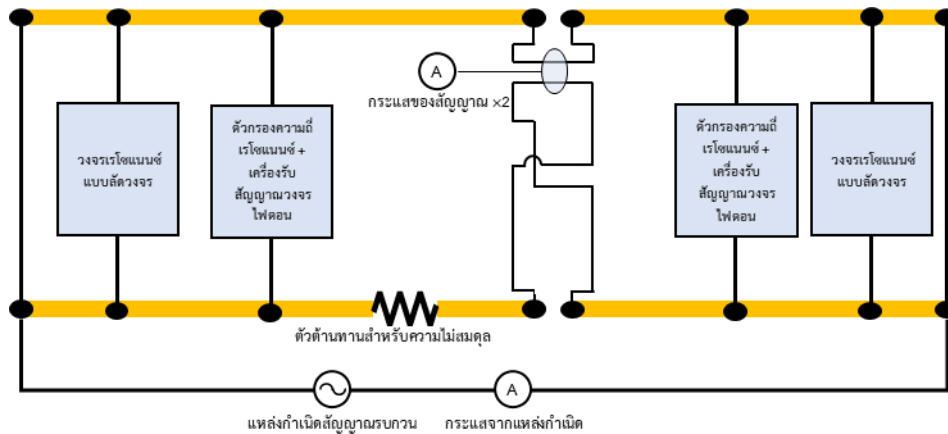 A
กระแสของสัญญาณ ×2
วงจรเรโซแนนซ์
แบบลัดวงจร
ตัวกรองความถี่
เรโซแนนซ์ +
เครื่องรับ
สัญญาณวงจร
ไฟตอน
ตัวกรองความถี่
เรโซแนนซ์ +
เครื่องรับ
สัญญาณวงจร
ไฟตอน
วงจรเรโซแนนซ์
แบบลัดวงจร
ตัวต้านทานสำหรับความไม่สมดุล
A
แหล่งกำเนิดสัญญาณรบกวน
กระแสจากแหล่งกำเนิด